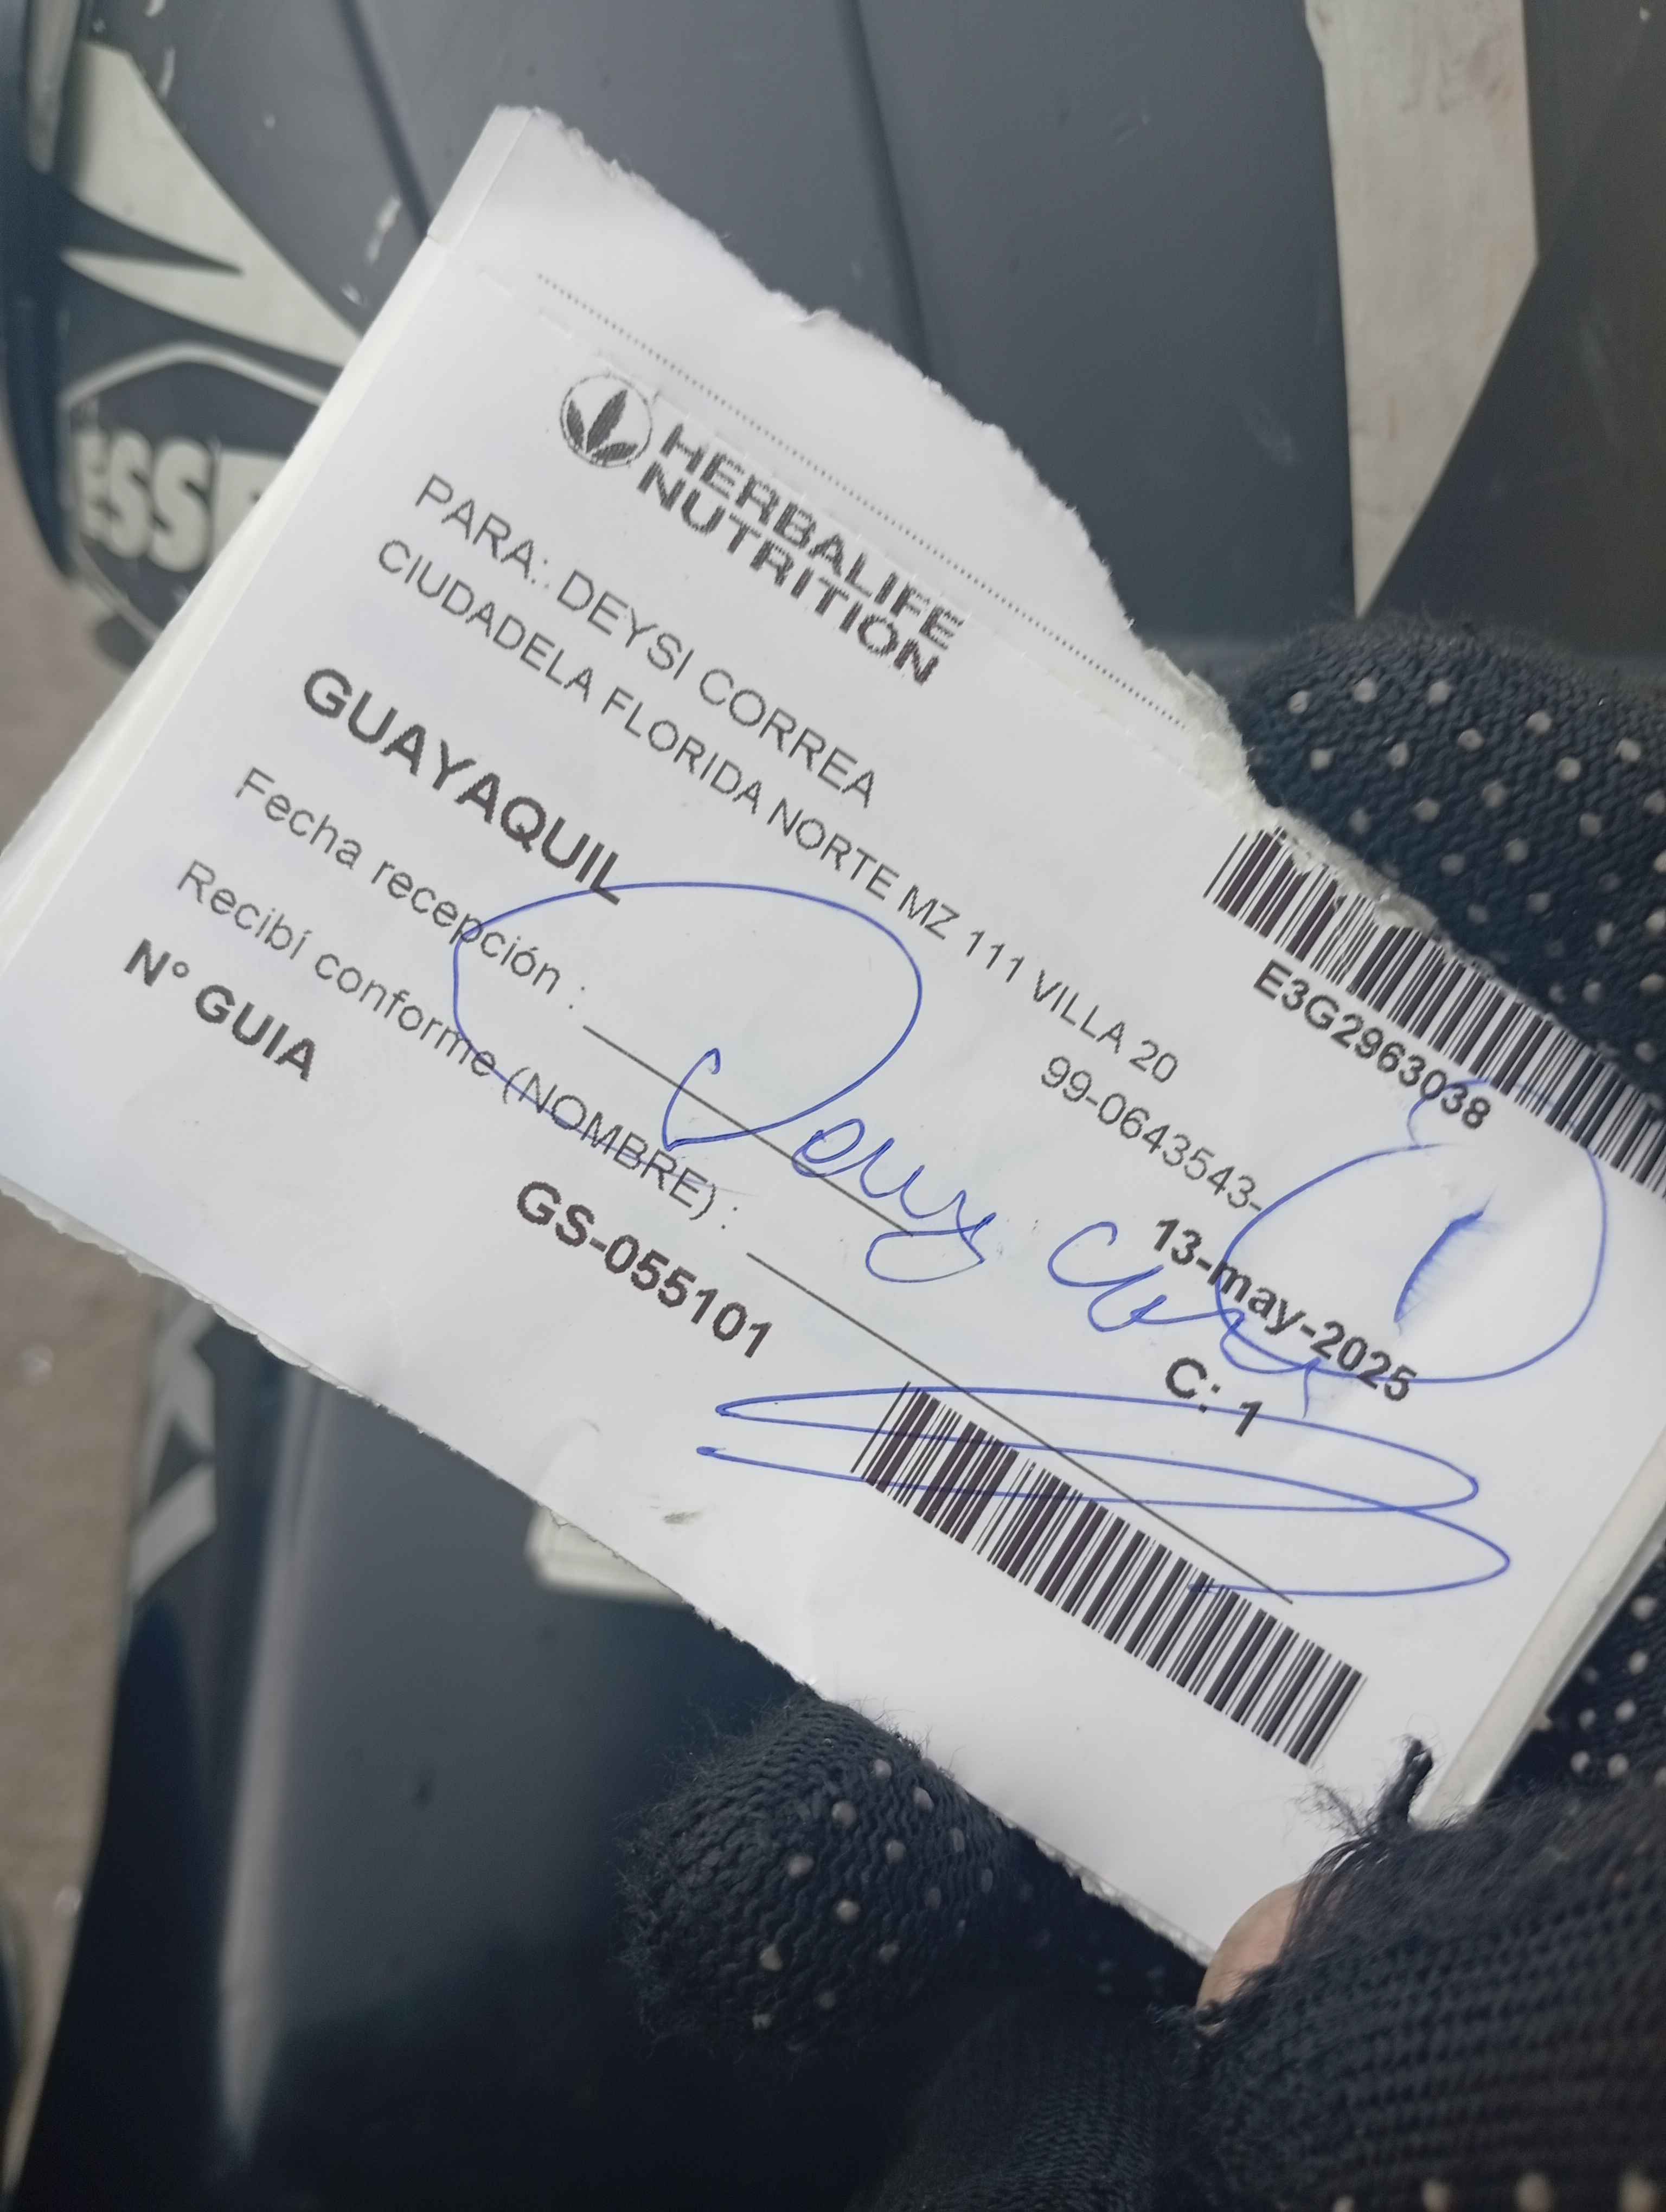 HERBALIFE
NUTRITION
E3G2963038
PARA:. DEYSI CORREA
CIUDADELA FLORIDA NORTE MZ 111 VILLA 20
99-0643543-
GUAYAQUIL
13-may-2025
Fecha recepción :
C: 1
Recibí conforme (NOMBRE) :
Nº GUIA
GS-055101